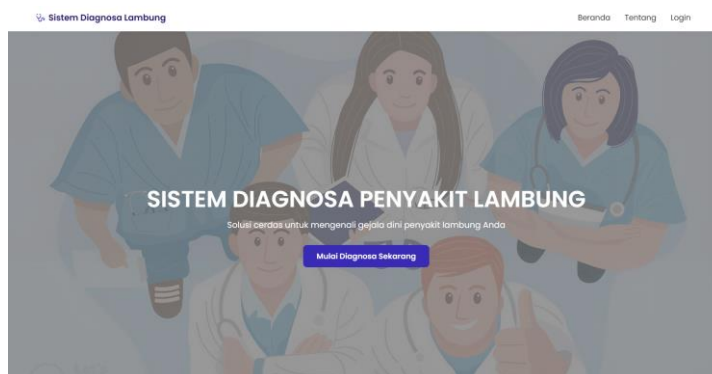 Sistem Diagnosa Lambung
Beranda Tentang Login
SISTEM DIAGNOSA PENYAKIT LAMBUNG
Solusi cerdas untuk mengenali gejala dini penyakit lambung Anda
Mulai Diagnosa Sekarang